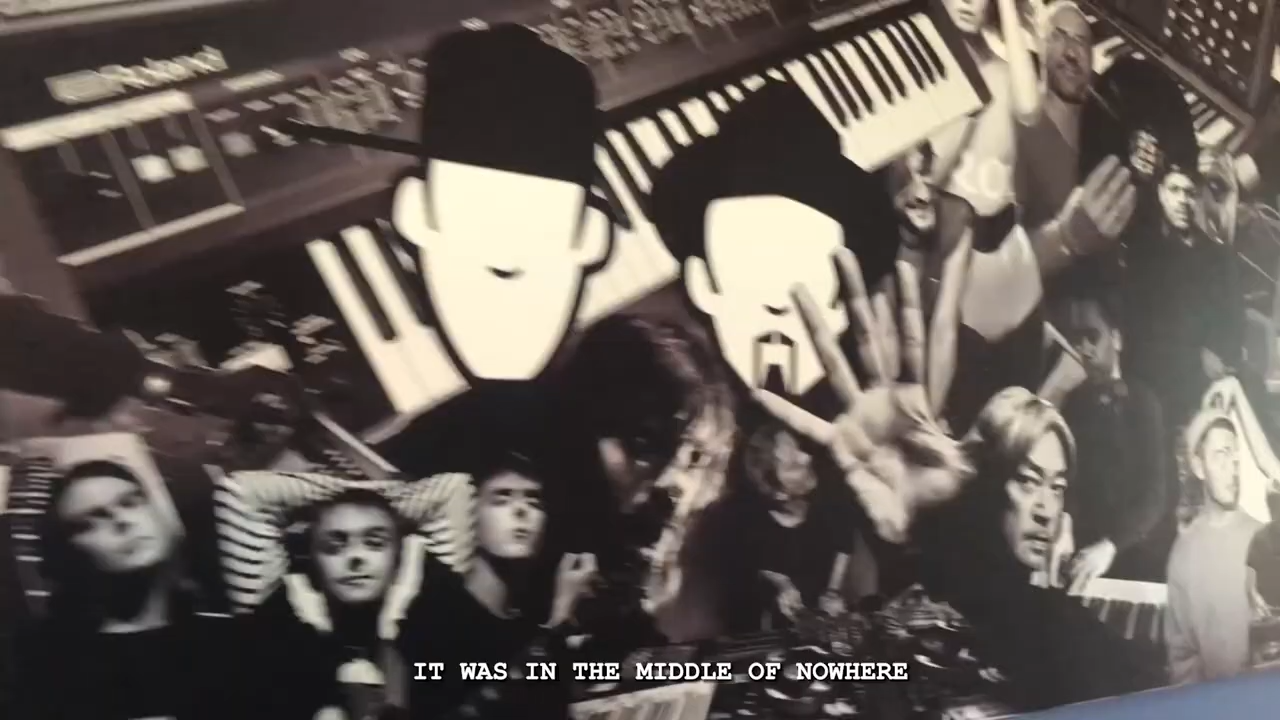 Roland
IT WAS IN THE MIDDLE OF NOWHERE